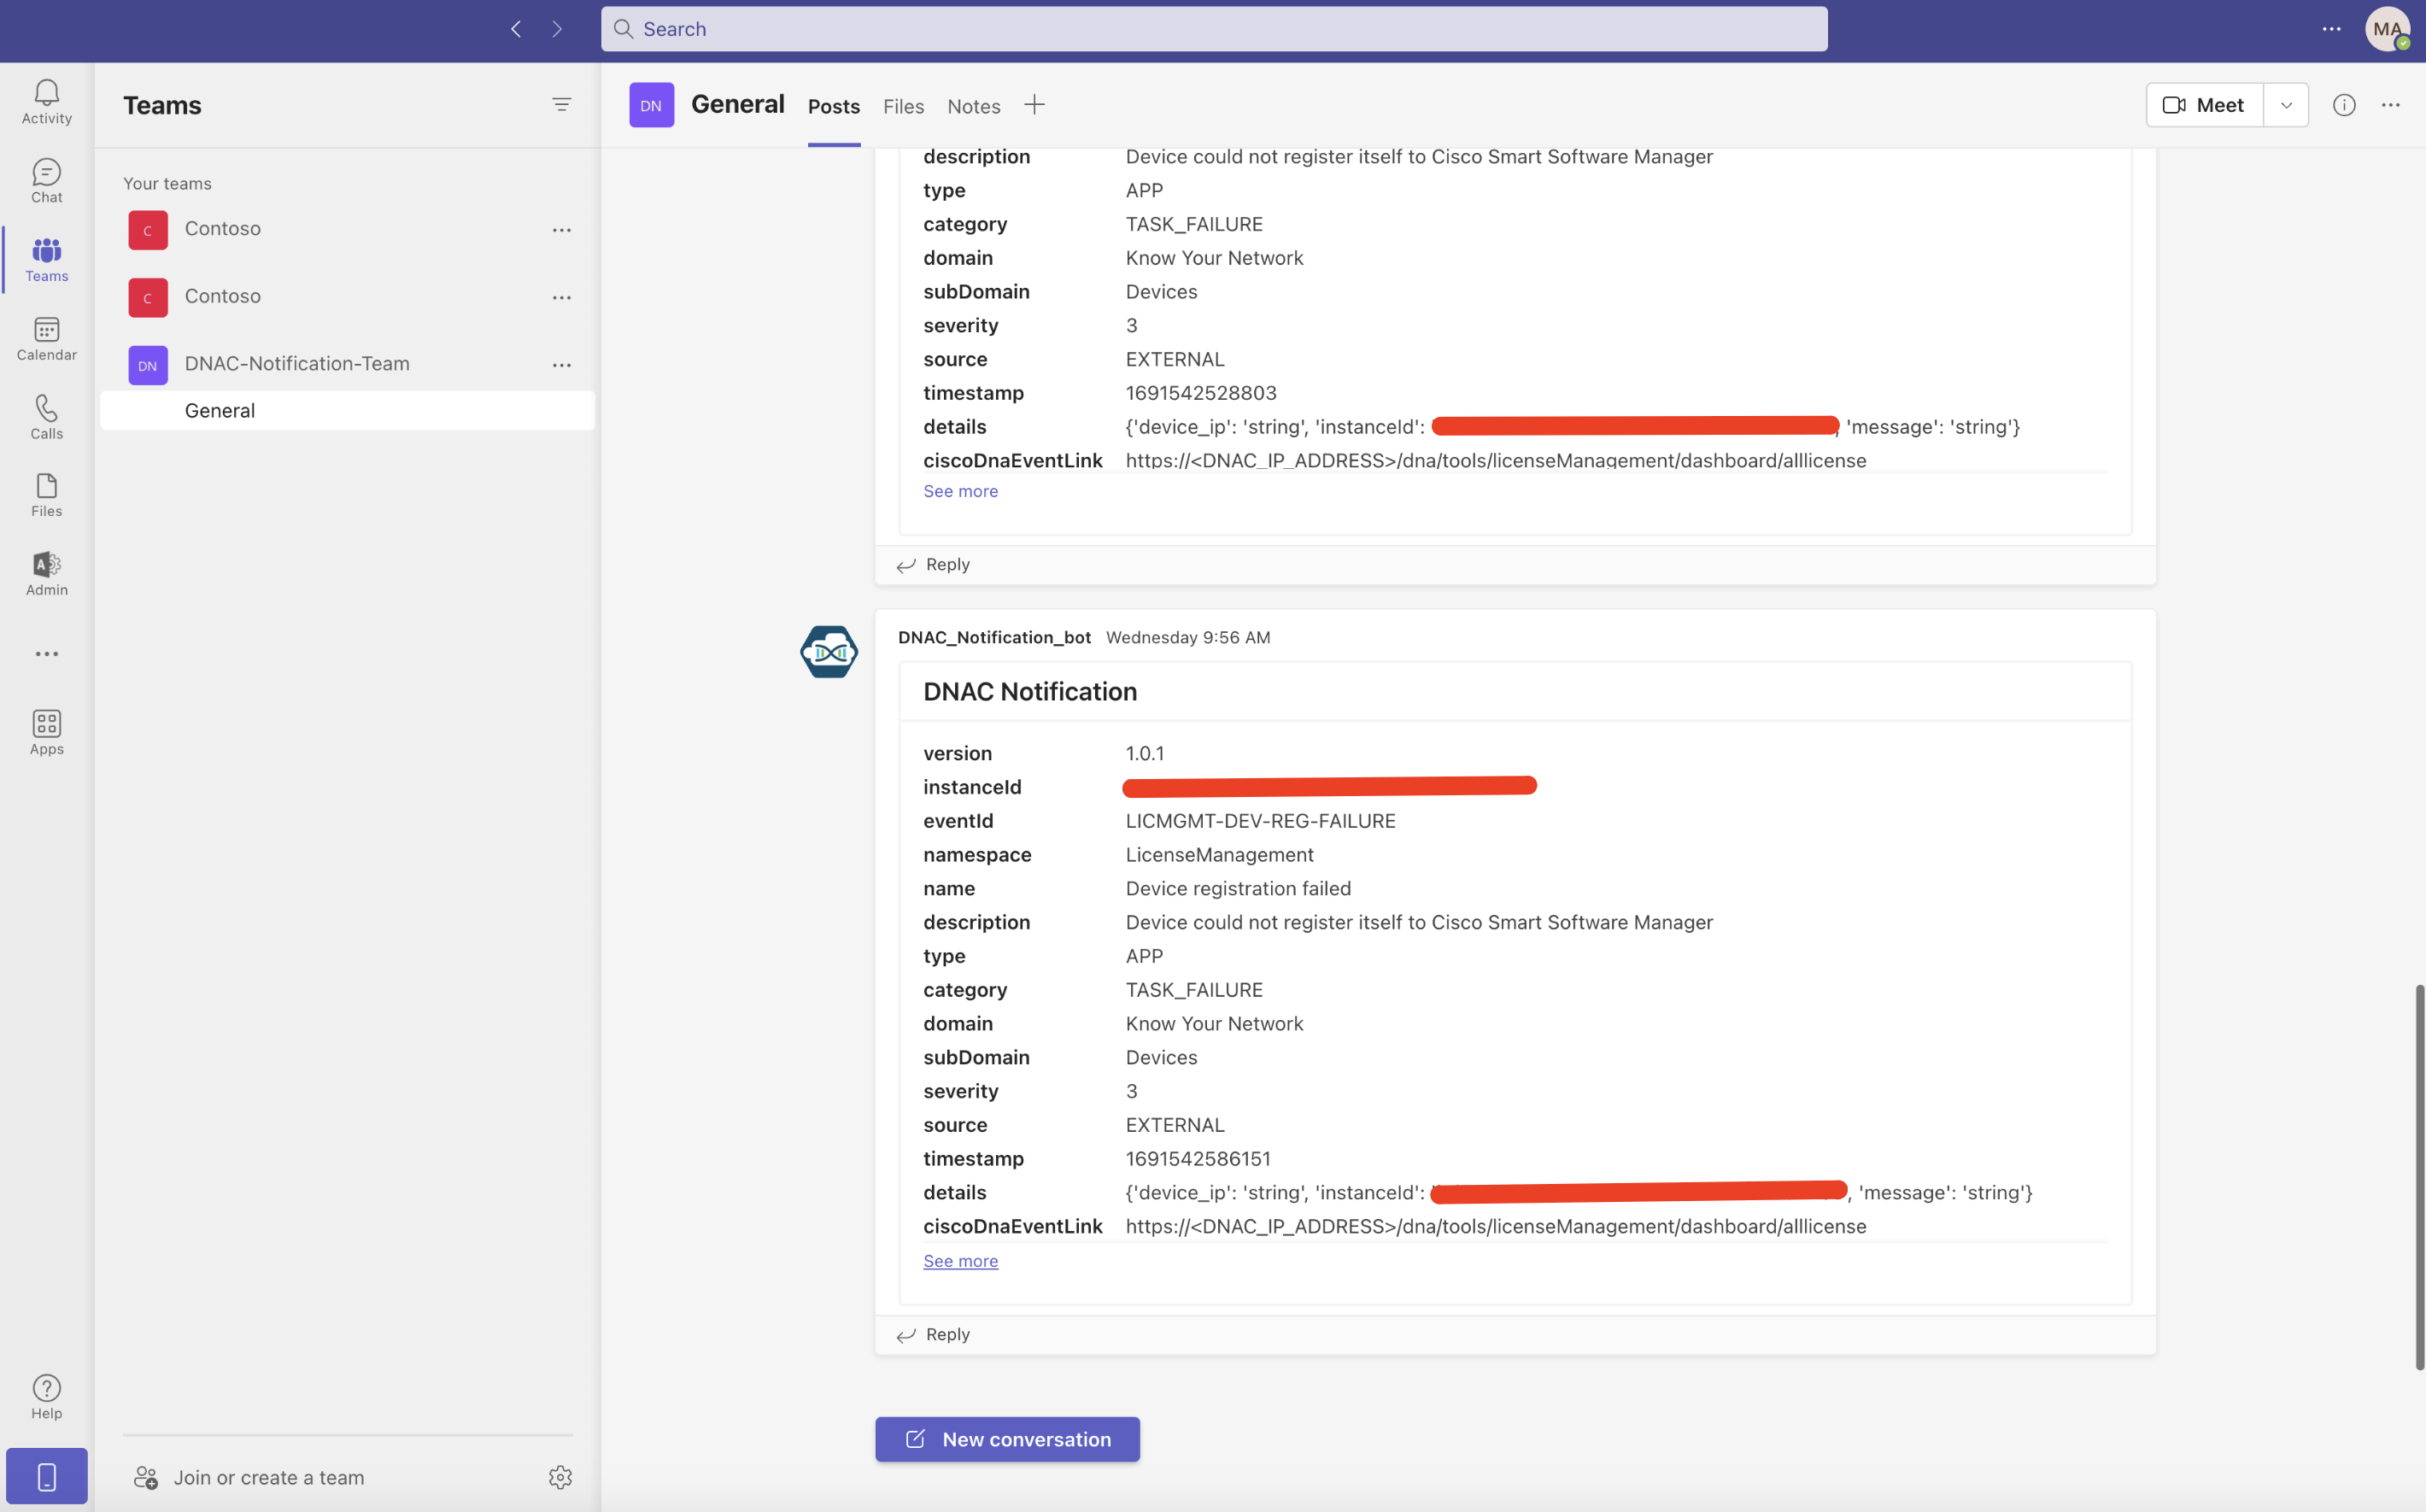 Search
MA
Activity
Chat
Teams
Calendar
Calls
Files
Admin
Apps
Help
Teams
Your teams
C Contoso
C Contoso
DN DNAC-Notification-Team
General
Join or create a team
DN General Posts Files Notes
Meet
description Device could not register itself to Cisco Smart Software Manager
type APP
category TASK_FAILURE
domain Know Your Network
subDomain Devices
severity 3
source EXTERNAL
timestamp 1691542528803
details {'device_ip': 'string', 'instanceId': , 'message': 'string'}
ciscoDnaEventLink https://<DNAC_IP_ADDRESS>/dna/tools/licenseManagement/dashboard/alllicense
See more
Reply
DNAC_Notification_bot Wednesday 9:56 AM
DNAC Notification
version 1.0.1
instanceId
eventId LICMGMT-DEV-REG-FAILURE
namespace LicenseManagement
name Device registration failed
description Device could not register itself to Cisco Smart Software Manager
type APP
category TASK_FAILURE
domain Know Your Network
subDomain Devices
severity 3
source EXTERNAL
timestamp 1691542586151
details {'device_ip': 'string', 'instanceId': , 'message': 'string'}
ciscoDnaEventLink https://<DNAC_IP_ADDRESS>/dna/tools/licenseManagement/dashboard/alllicense
See more
Reply
New conversation